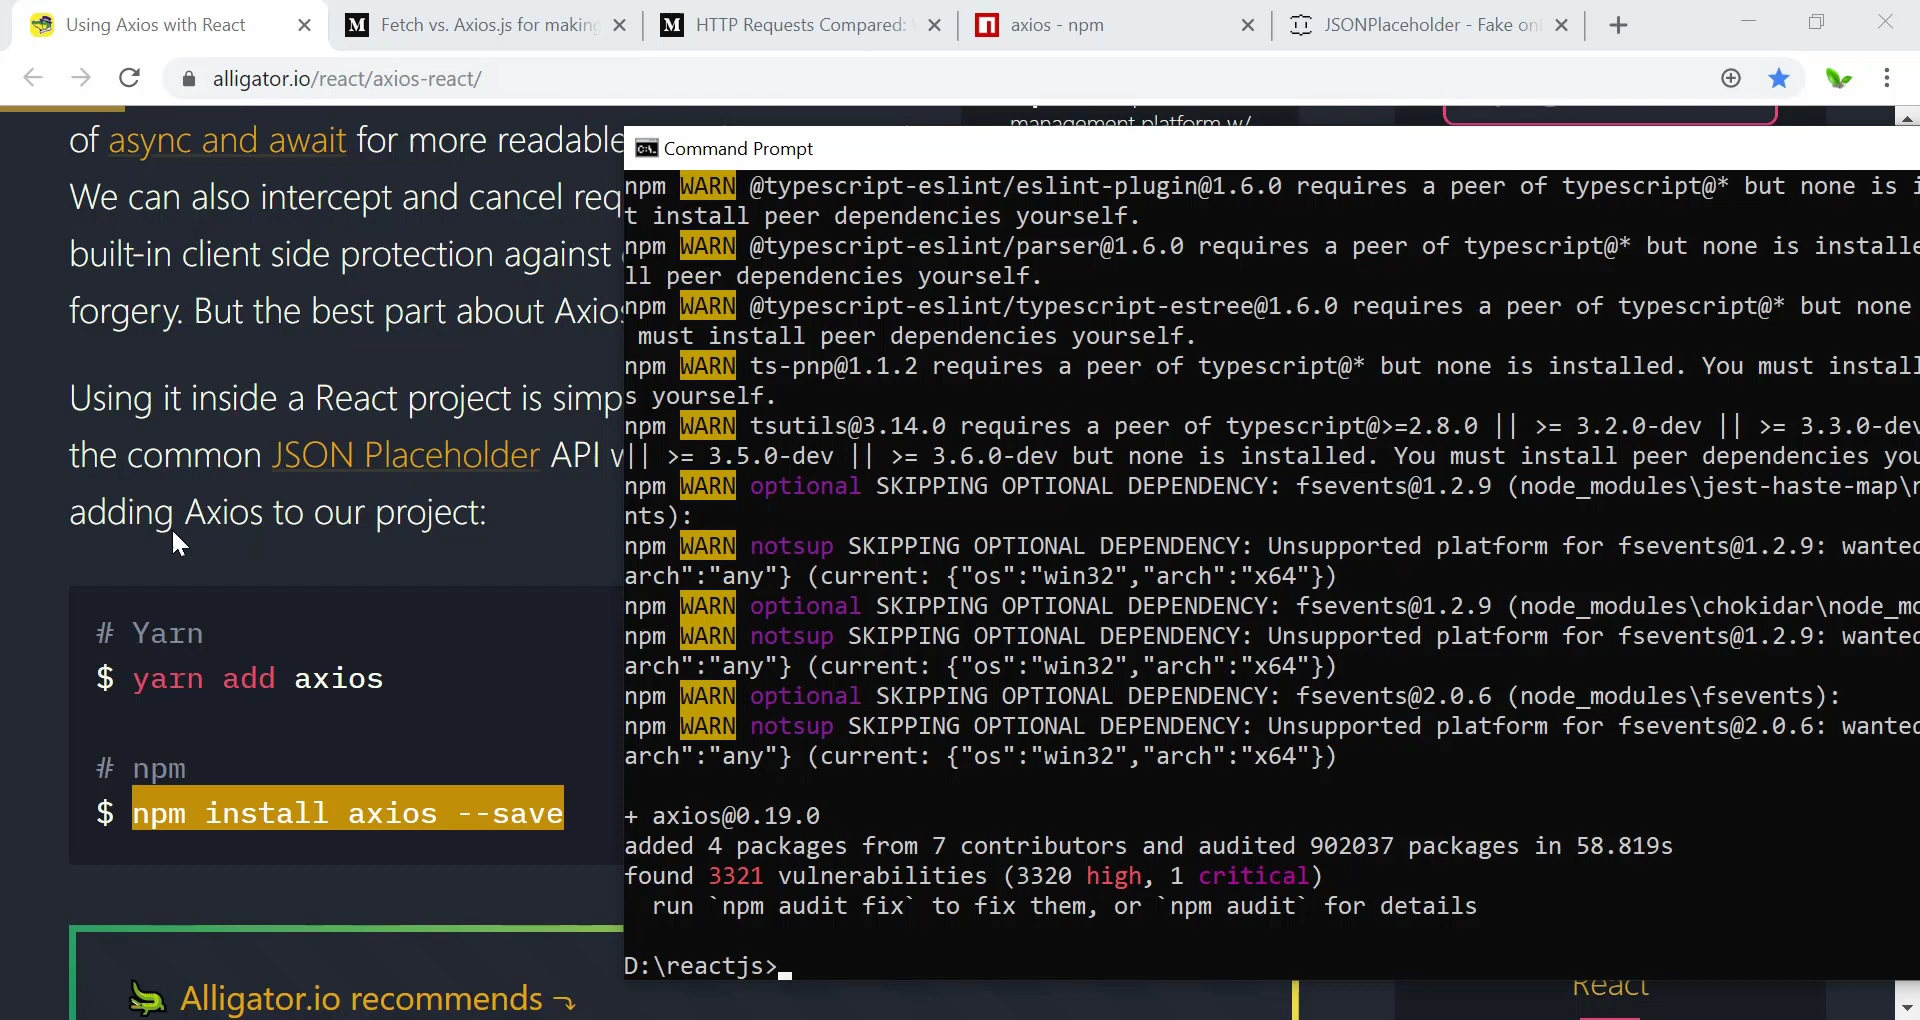 Using Axios with React
Fetch vs. Axios.js for making
HTTP Requests Compared:
axios - npm
JSONPlaceholder - Fake on
alligator.io/react/axios-react/
management platform w/
of async and await for more readable
We can also intercept and cancel req
built-in client side protection against
forgery. But the best part about Axios
Using it inside a React project is simp
the common JSON Placeholder API w
adding Axios to our project:
# Yarn
$ yarn add axios
# npm
$ npm install axios --save
Alligator.io recommends ⤵
Command Prompt
npm WARN @typescript-eslint/eslint-plugin@1.6.0 requires a peer of typescript@* but none is i
t install peer dependencies yourself.
npm WARN @typescript-eslint/parser@1.6.0 requires a peer of typescript@* but none is installe
ll peer dependencies yourself.
npm WARN @typescript-eslint/typescript-estree@1.6.0 requires a peer of typescript@* but none
must install peer dependencies yourself.
npm WARN ts-pnp@1.1.2 requires a peer of typescript@* but none is installed. You must instal
s yourself.
npm WARN tsutils@3.14.0 requires a peer of typescript@>=2.8.0 || >= 3.2.0-dev || >= 3.3.0-dev
|| >= 3.5.0-dev || >= 3.6.0-dev but none is installed. You must install peer dependencies you
npm WARN optional SKIPPING OPTIONAL DEPENDENCY: fsevents@1.2.9 (node_modules\jest-haste-map\n
nts):
npm WARN notsup SKIPPING OPTIONAL DEPENDENCY: Unsupported platform for fsevents@1.2.9: wanted
arch":"any"} (current: {"os":"win32","arch":"x64"})
npm WARN optional SKIPPING OPTIONAL DEPENDENCY: fsevents@1.2.9 (node_modules\chokidar\node_mo
npm WARN notsup SKIPPING OPTIONAL DEPENDENCY: Unsupported platform for fsevents@1.2.9: wanted
arch":"any"} (current: {"os":"win32","arch":"x64"})
npm WARN optional SKIPPING OPTIONAL DEPENDENCY: fsevents@2.0.6 (node_modules\fsevents):
npm WARN notsup SKIPPING OPTIONAL DEPENDENCY: Unsupported platform for fsevents@2.0.6: wanted
arch":"any"} (current: {"os":"win32","arch":"x64"})
+ axios@0.19.0
added 4 packages from 7 contributors and audited 902037 packages in 58.819s
found 3321 vulnerabilities (3320 high, 1 critical)
run `npm audit fix` to fix them, or `npm audit` for details
D:\reactjs>
React